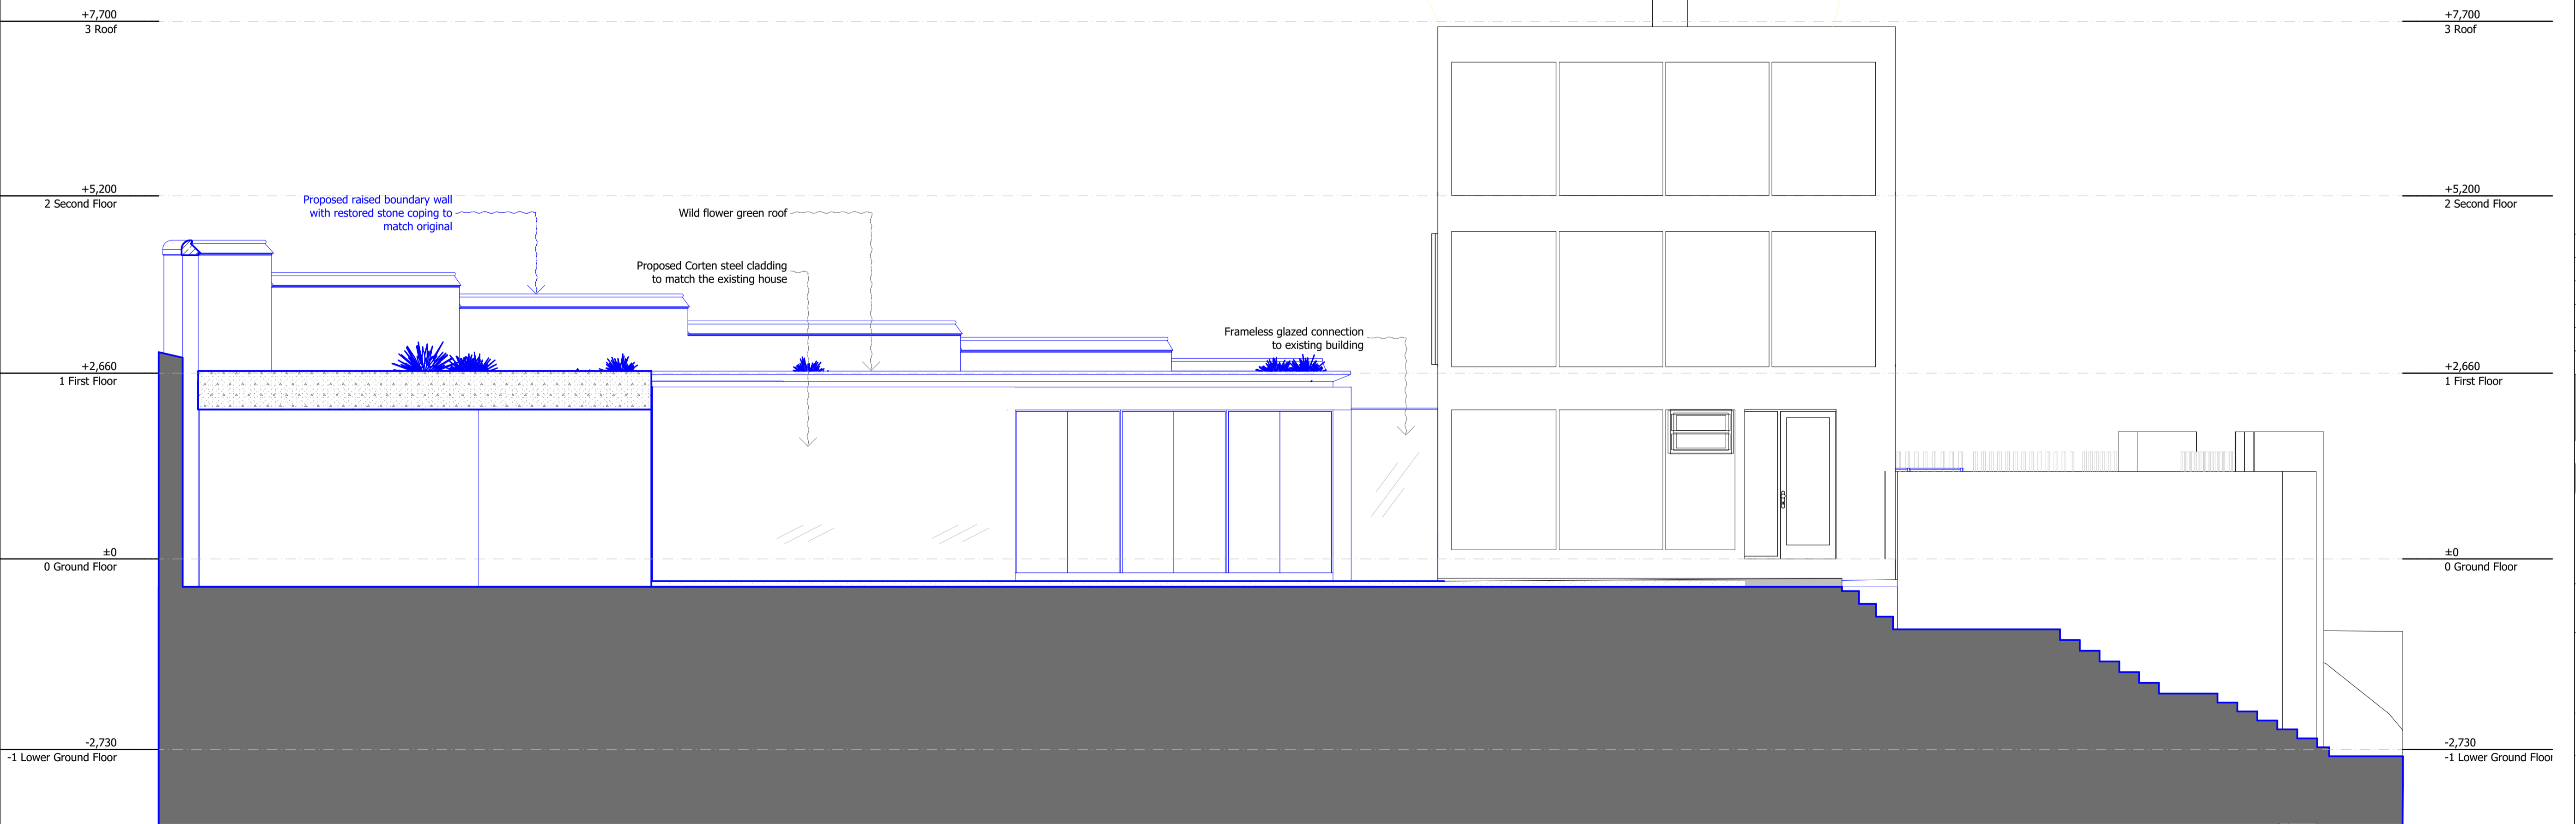 +7,700
3 Roof
+7,700
3 Roof
+5,200
2 Second Floor
+5,200
2 Second Floor
Proposed raised boundary wall
with restored stone coping to
match original
Wild flower green roof
Proposed Corten steel cladding
to match the existing house
Frameless glazed connection
to existing building
+2,660
1 First Floor
+2,660
1 First Floor
±0
0 Ground Floor
±0
0 Ground Floor
-2,730
-1 Lower Ground Floor
-2,730
-1 Lower Ground Floor